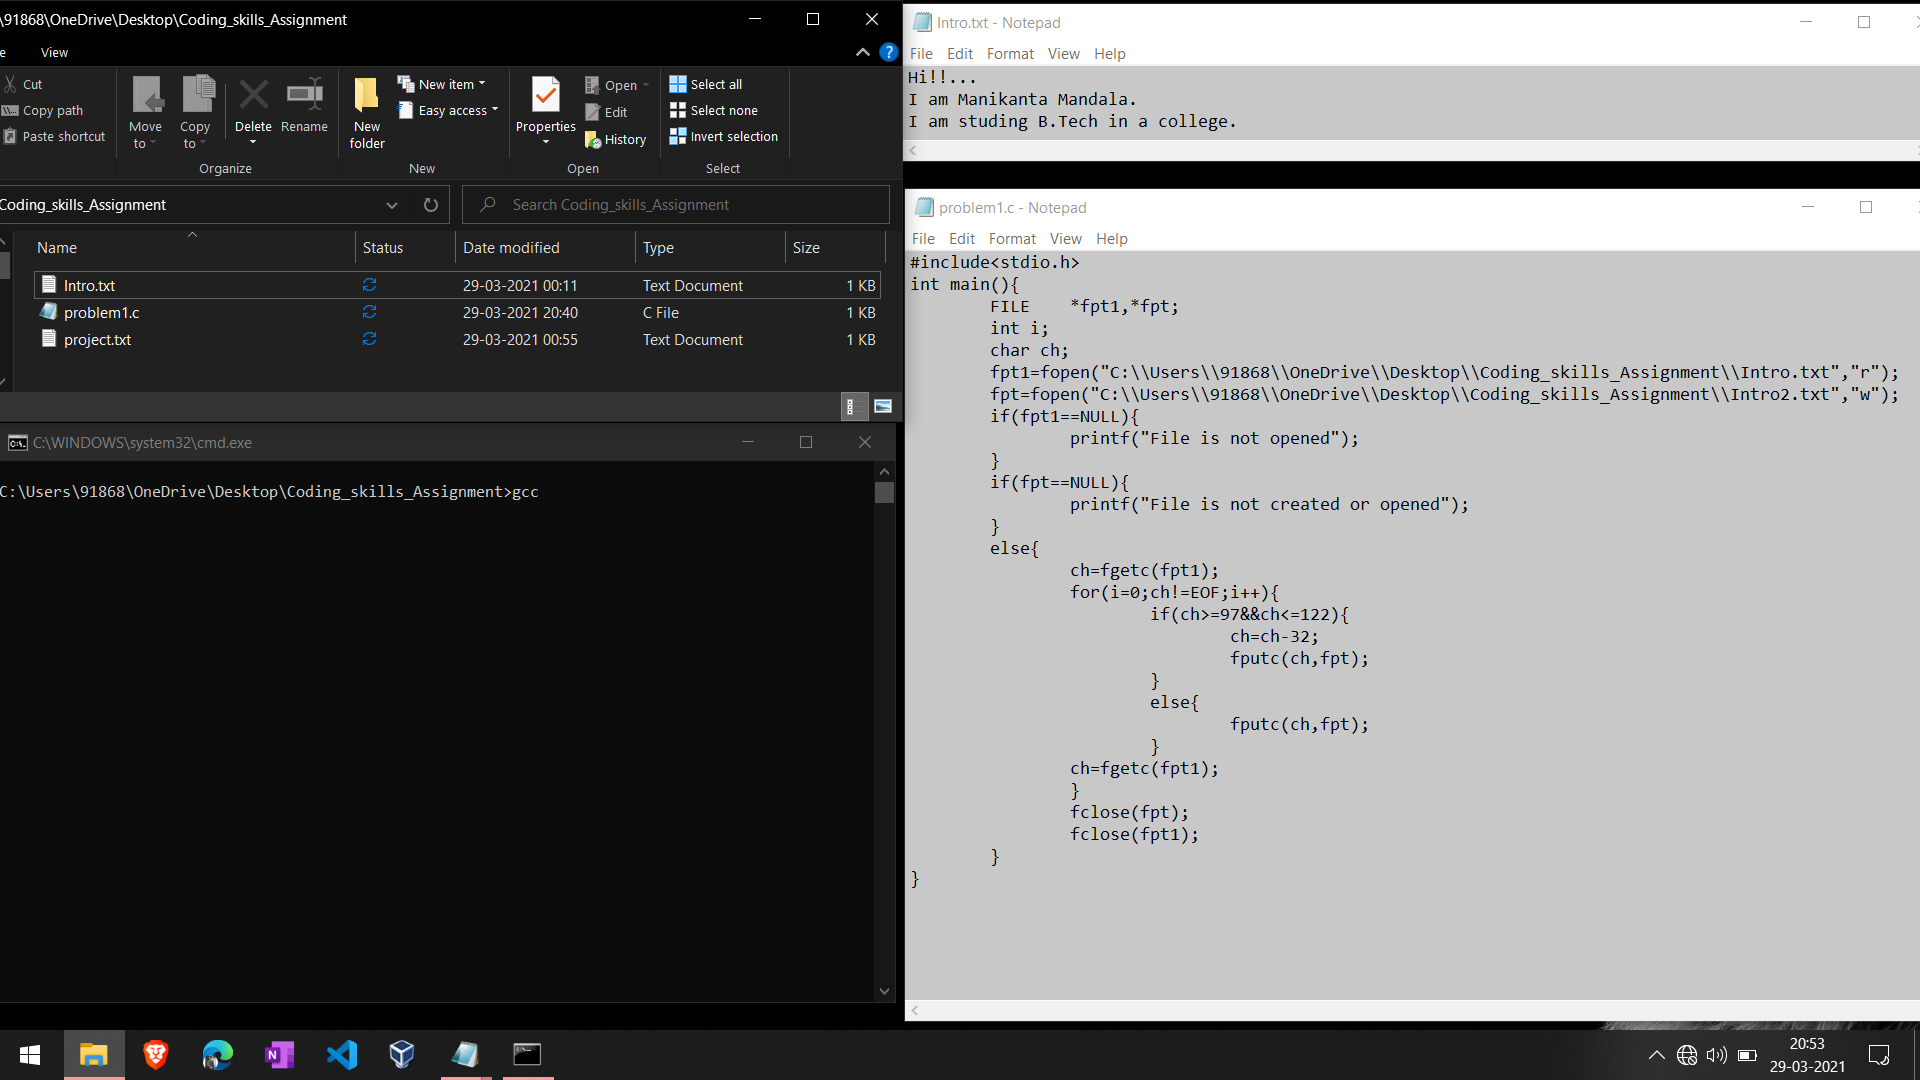 \91868\OneDrive\Desktop\Coding_skills_Assignment
e View
Cut
Copy path
Paste shortcut
Move to
Copy to
Delete
Rename
Organize
New folder
New item
Easy access
New
Properties
Open
Edit
History
Open
Select all
Select none
Invert selection
Select
Coding_skills_Assignment
Search Coding_skills_Assignment
Name Status Date modified Type Size
Intro.txt 29-03-2021 00:11 Text Document 1 KB
problem1.c 29-03-2021 20:40 C File 1 KB
project.txt 29-03-2021 00:55 Text Document 1 KB
C:\WINDOWS\system32\cmd.exe
C:\Users\91868\OneDrive\Desktop\Coding_skills_Assignment>gcc
Intro.txt - Notepad
File Edit Format View Help
Hi!!...
I am Manikanta Mandala.
I am studing B.Tech in a college.
problem1.c - Notepad
File Edit Format View Help
#include<stdio.h>
int main(){
FILE *fpt1,*fpt;
int i;
char ch;
fpt1=fopen("C:\\Users\\91868\\OneDrive\\Desktop\\Coding_skills_Assignment\\Intro.txt","r");
fpt=fopen("C:\\Users\\91868\\OneDrive\\Desktop\\Coding_skills_Assignment\\Intro2.txt","w");
if(fpt1==NULL){
printf("File is not opened");
}
if(fpt==NULL){
printf("File is not created or opened");
}
else{
ch=fgetc(fpt1);
for(i=0;ch!=EOF;i++){
if(ch>=97&&ch<=122){
ch=ch-32;
fputc(ch,fpt);
}
else{
fputc(ch,fpt);
}
ch=fgetc(fpt1);
}
fclose(fpt);
fclose(fpt1);
}
}
20:53
29-03-2021